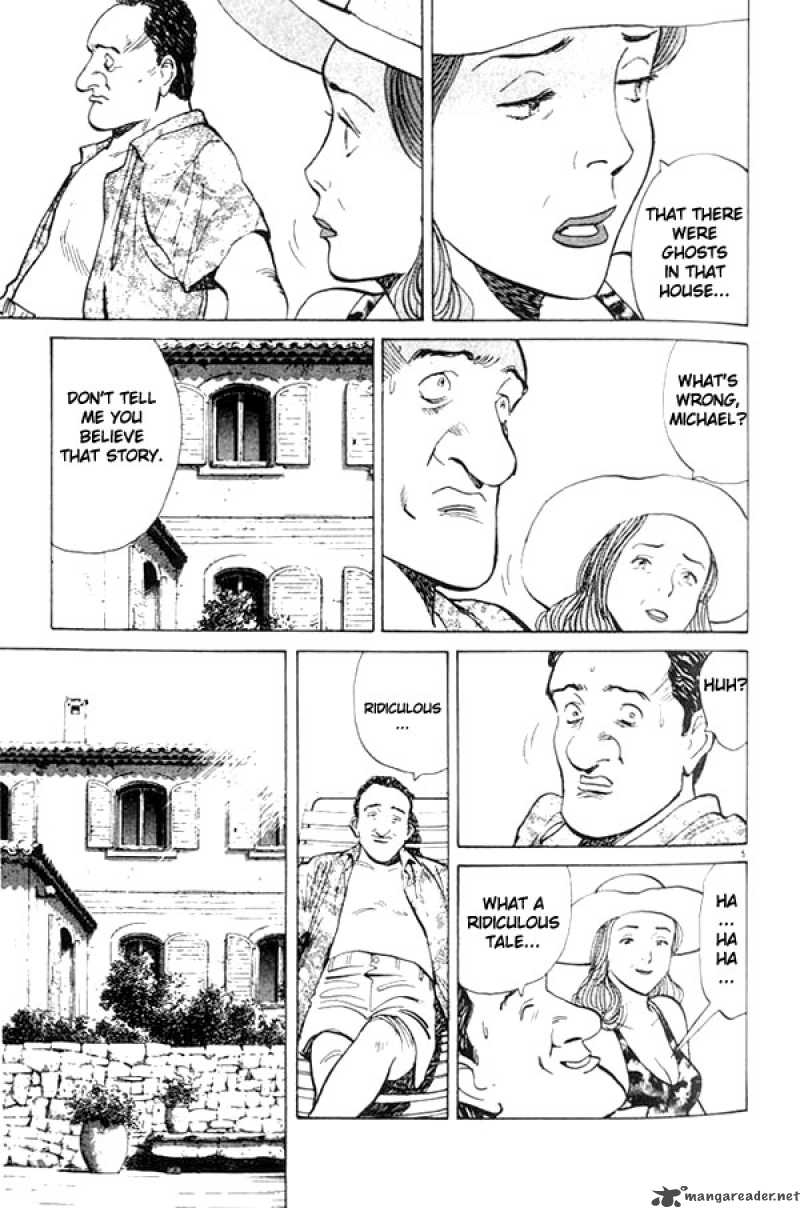 THAT THERE
WERE
GHOSTS
IN THAT
HOUSE...
WHAT'S
WRONG,
MICHAEL?
DON'T TELL
ME YOU
BELIEVE
THAT STORY.
HUH?
5
HA
...
HA
HA
...
WHAT A
RIDICULOUS
TALE...
RIDICULOUS
...
mangareader.net